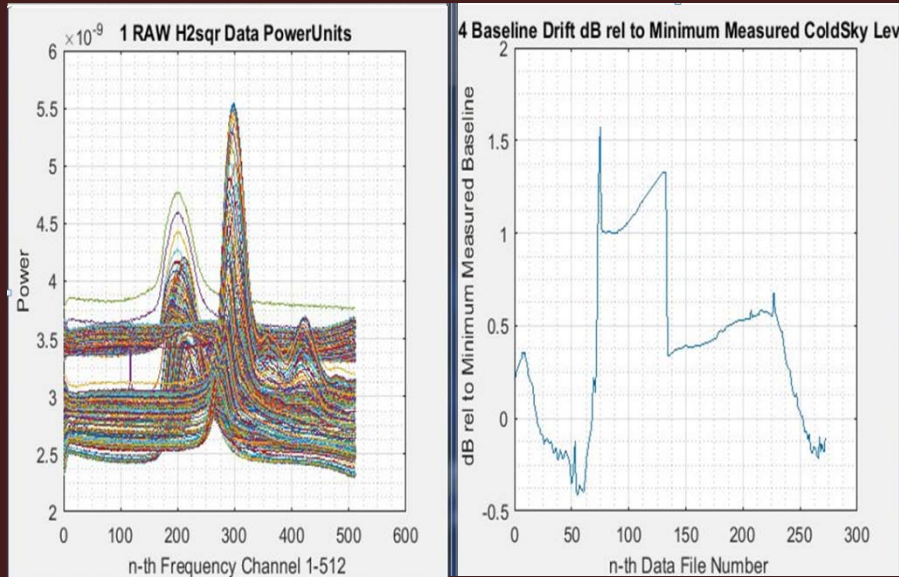 1 RAW H2sqr Data PowerUnits
×10⁻⁹
6
5.5
5
4.5
4
3.5
3
2.5
2
Power
0 100 200 300 400 500 600
n-th Frequency Channel 1-512
4 Baseline Drift dB rel to Minimum Measured ColdSky Lev
2
1.5
1
0.5
0
-0.5
dB rel to Minimum Measured Baseline
0 50 100 150 200 250 300
n-th Data File Number